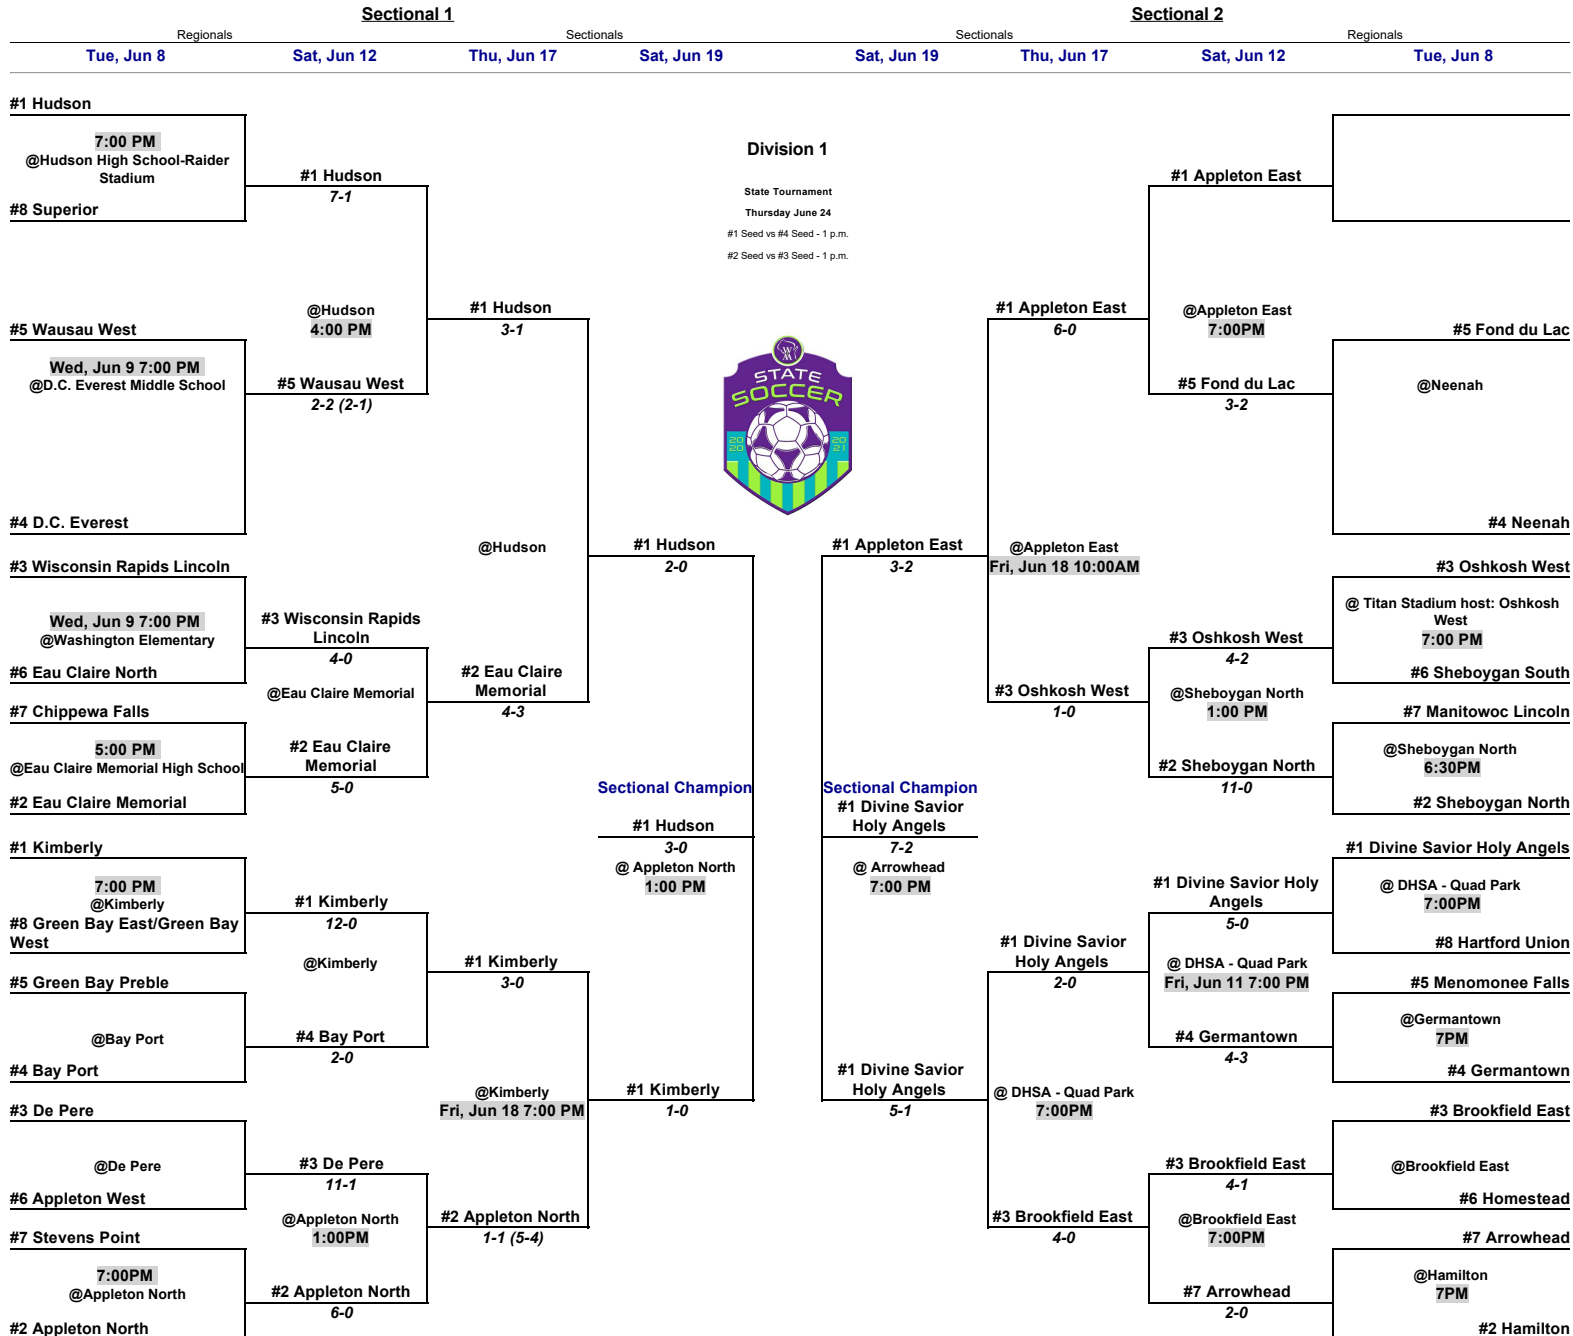 Sectional 1
Sectional 2
Regionals
Sectionals
Sectionals
Regionals
Tue, Jun 8
Sat, Jun 12
Thu, Jun 17
Sat, Jun 19
Sat, Jun 19
Thu, Jun 17
Sat, Jun 12
Tue, Jun 8
#1 Hudson
7:00 PM
@Hudson High School-Raider
Stadium
#8 Superior
#5 Wausau West
Wed, Jun 9 7:00 PM
@D.C. Everest Middle School
#4 D.C. Everest
#3 Wisconsin Rapids Lincoln
Wed, Jun 9 7:00 PM
@Washington Elementary
#6 Eau Claire North
#7 Chippewa Falls
5:00 PM
@Eau Claire Memorial High School
#2 Eau Claire Memorial
#1 Kimberly
7:00 PM
@Kimberly
#8 Green Bay East/Green Bay
West
#5 Green Bay Preble
@Bay Port
#4 Bay Port
#3 De Pere
@De Pere
#6 Appleton West
#7 Stevens Point
7:00PM
@Appleton North
#2 Appleton North
#1 Hudson
7-1
@Hudson
4:00 PM
#5 Wausau West
2-2 (2-1)
#3 Wisconsin Rapids
Lincoln
4-0
@Eau Claire Memorial
#2 Eau Claire
Memorial
5-0
#1 Kimberly
12-0
@Kimberly
#4 Bay Port
2-0
#3 De Pere
11-1
@Appleton North
1:00PM
#2 Appleton North
6-0
#1 Hudson
3-1
@Hudson
#2 Eau Claire
Memorial
4-3
#1 Kimberly
3-0
@Kimberly
Fri, Jun 18 7:00 PM
#2 Appleton North
1-1 (5-4)
#1 Hudson
2-0
Sectional Champion
#1 Hudson
3-0
@ Appleton North
1:00 PM
#1 Kimberly
1-0
Division 1
State Tournament
Thursday June 24
#1 Seed vs #4 Seed - 1 p.m.
#2 Seed vs #3 Seed - 1 p.m.
STATE
SOCCER
20 20
20 21
#1 Appleton East
3-2
Sectional Champion
#1 Divine Savior
Holy Angels
7-2
@ Arrowhead
7:00 PM
#1 Divine Savior
Holy Angels
5-1
#1 Appleton East
6-0
@Appleton East
Fri, Jun 18 10:00AM
#3 Oshkosh West
1-0
#1 Divine Savior
Holy Angels
2-0
@ DHSA - Quad Park
7:00PM
#3 Brookfield East
4-0
#1 Appleton East
@Appleton East
7:00PM
#5 Fond du Lac
3-2
#3 Oshkosh West
4-2
@Sheboygan North
1:00 PM
#2 Sheboygan North
11-0
#1 Divine Savior Holy
Angels
5-0
@ DHSA - Quad Park
Fri, Jun 11 7:00 PM
#4 Germantown
4-3
#3 Brookfield East
4-1
@Brookfield East
7:00PM
#7 Arrowhead
2-0
#5 Fond du Lac
@Neenah
#4 Neenah
#3 Oshkosh West
@ Titan Stadium host: Oshkosh
West
7:00 PM
#6 Sheboygan South
#7 Manitowoc Lincoln
@Sheboygan North
6:30PM
#2 Sheboygan North
#1 Divine Savior Holy Angels
@ DHSA - Quad Park
7:00PM
#8 Hartford Union
#5 Menomonee Falls
@Germantown
7PM
#4 Germantown
#3 Brookfield East
@Brookfield East
#6 Homestead
#7 Arrowhead
@Hamilton
7PM
#2 Hamilton